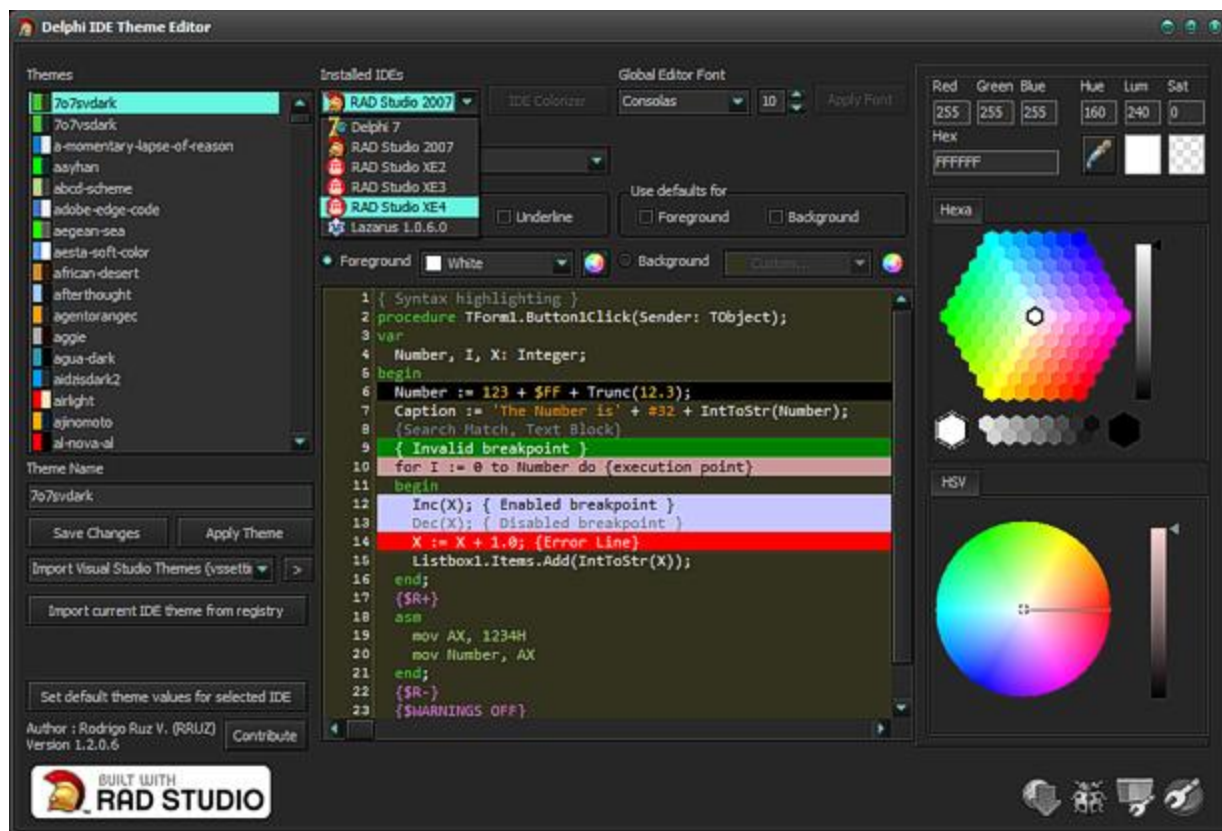 Delphi IDE Theme Editor
Themes
7o7svdark
7o7vsdark
a-momentary-lapse-of-reason
aayhan
abcd-scheme
adobe-edge-code
aegean-sea
aesta-soft-color
african-desert
afterthought
agentorangec
aggie
agua-dark
aidzisdark2
airlight
ajinomoto
al-nova-al
Theme Name
7o7svdark
Save Changes
Apply Theme
Import Visual Studio Themes (vssetti
>
Import current IDE theme from registry
Set default theme values for selected IDE
Author : Rodrigo Ruz V. (RRUZ)
Version 1.2.0.6
Contribute
BUILT WITH
RAD STUDIO
Installed IDEs
RAD Studio 2007
IDE Colorizer
Delphi 7
RAD Studio 2007
RAD Studio XE2
RAD Studio XE3
RAD Studio XE4
Lazarus 1.0.6.0
Global Editor Font
Consolas
10
Apply Font
Underline
Use defaults for
Foreground
Background
Foreground
White
Background
Custom...
1 { Syntax highlighting }
2 procedure TForm1.Button1Click(Sender: TObject);
3 var
4 Number, I, X: Integer;
5 begin
6 Number := 123 + $FF + Trunc(12.3);
7 Caption := 'The Number is' + #32 + IntToStr(Number);
8 {Search Match, Text Block}
9 { Invalid breakpoint }
10 for I := 0 to Number do {execution point}
11 begin
12 Inc(X); { Enabled breakpoint }
13 Dec(X); { Disabled breakpoint }
14 X := X + 1.0; {Error Line}
15 Listbox1.Items.Add(IntToStr(X));
16 end;
17 {$R+}
18 asm
19 mov AX, 1234H
20 mov Number, AX
21 end;
22 {$R-}
23 {$WARNINGS OFF}
Red Green Blue Hue Lum Sat
255 255 255 160 240 0
Hex
FFFFFF
Hexa
HSV